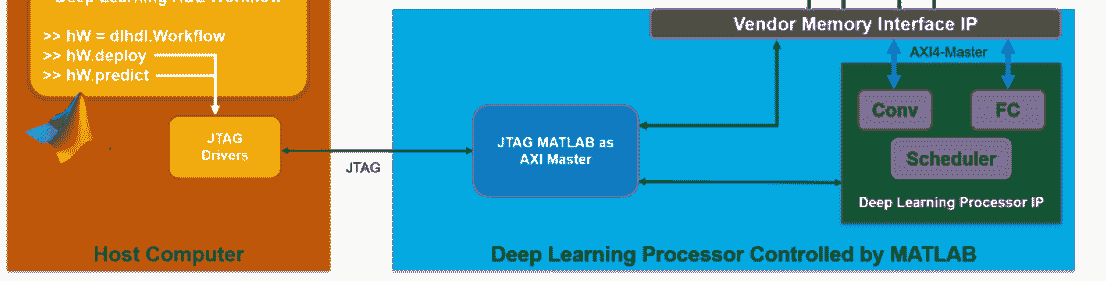 Vendor Memory Interface IP
>> hW = dlhdl.Workflow
>> hW.deploy
>> hW.predict
AXI4-Master
Conv
FC
JTAG
Drivers
JTAG
JTAG MATLAB as
AXI Master
Scheduler
Deep Learning Processor IP
Host Computer
Deep Learning Processor Controlled by MATLAB